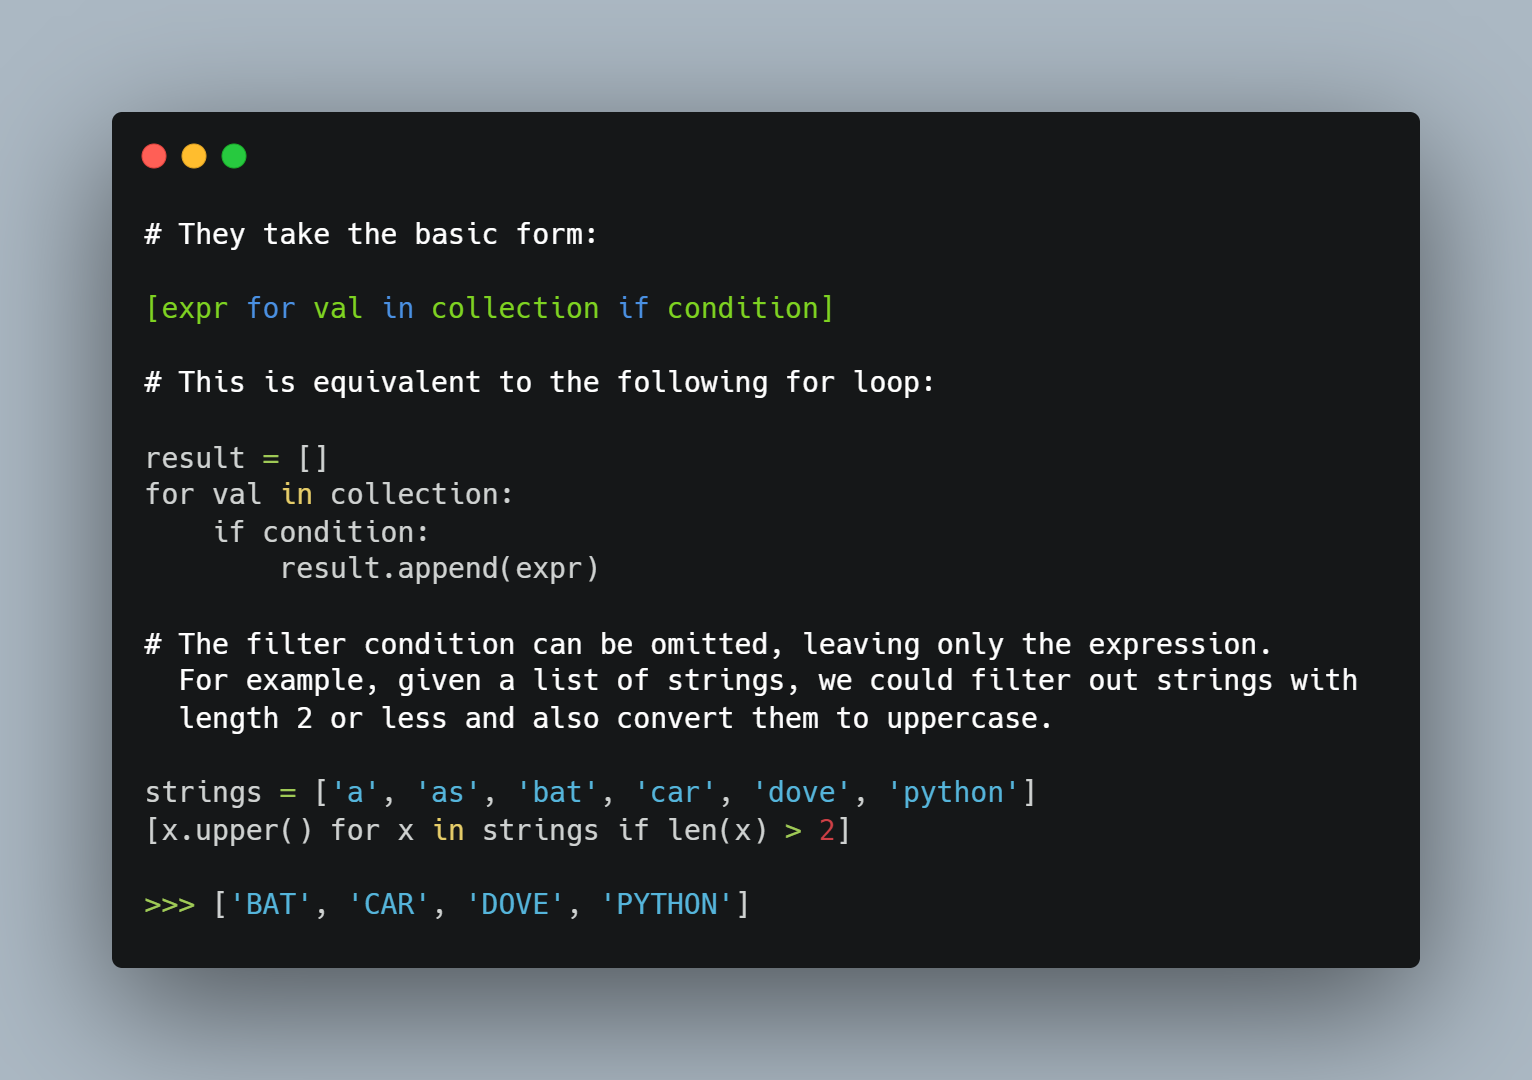 # They take the basic form:
[expr for val in collection if condition]
# This is equivalent to the following for loop:
result = []
for val in collection:
    if condition:
        result.append(expr)
# The filter condition can be omitted, leaving only the expression.
  For example, given a list of strings, we could filter out strings with
  length 2 or less and also convert them to uppercase.
strings = ['a', 'as', 'bat', 'car', 'dove', 'python']
[x.upper() for x in strings if len(x) > 2]
>>> ['BAT', 'CAR', 'DOVE', 'PYTHON']